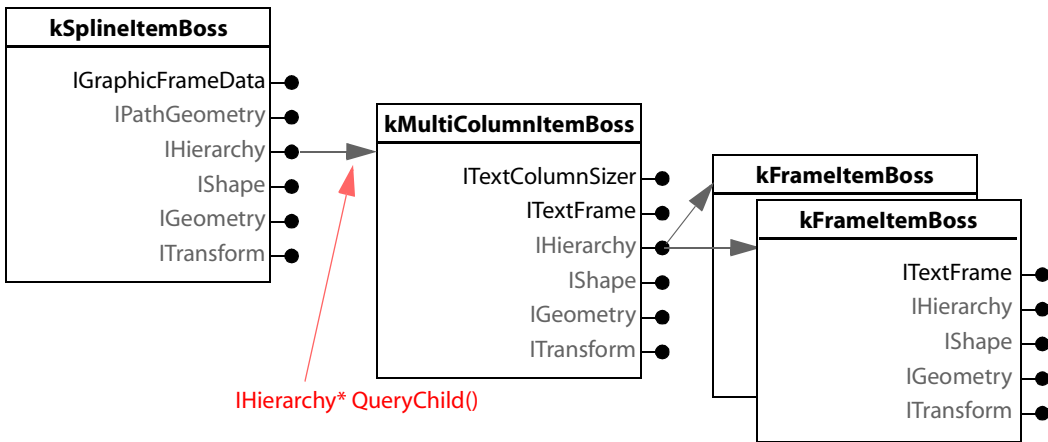 kSplineItemBoss
IGraphicFrameData
IPathGeometry
IHierarchy
IShape
IGeometry
ITransform
kMultiColumnItemBoss
ITextColumnSizer
ITextFrame
IHierarchy
IShape
IGeometry
ITransform
kFrameItemBoss
kFrameItemBoss
ITextFrame
IHierarchy
IShape
IGeometry
ITransform
IHierarchy* QueryChild()